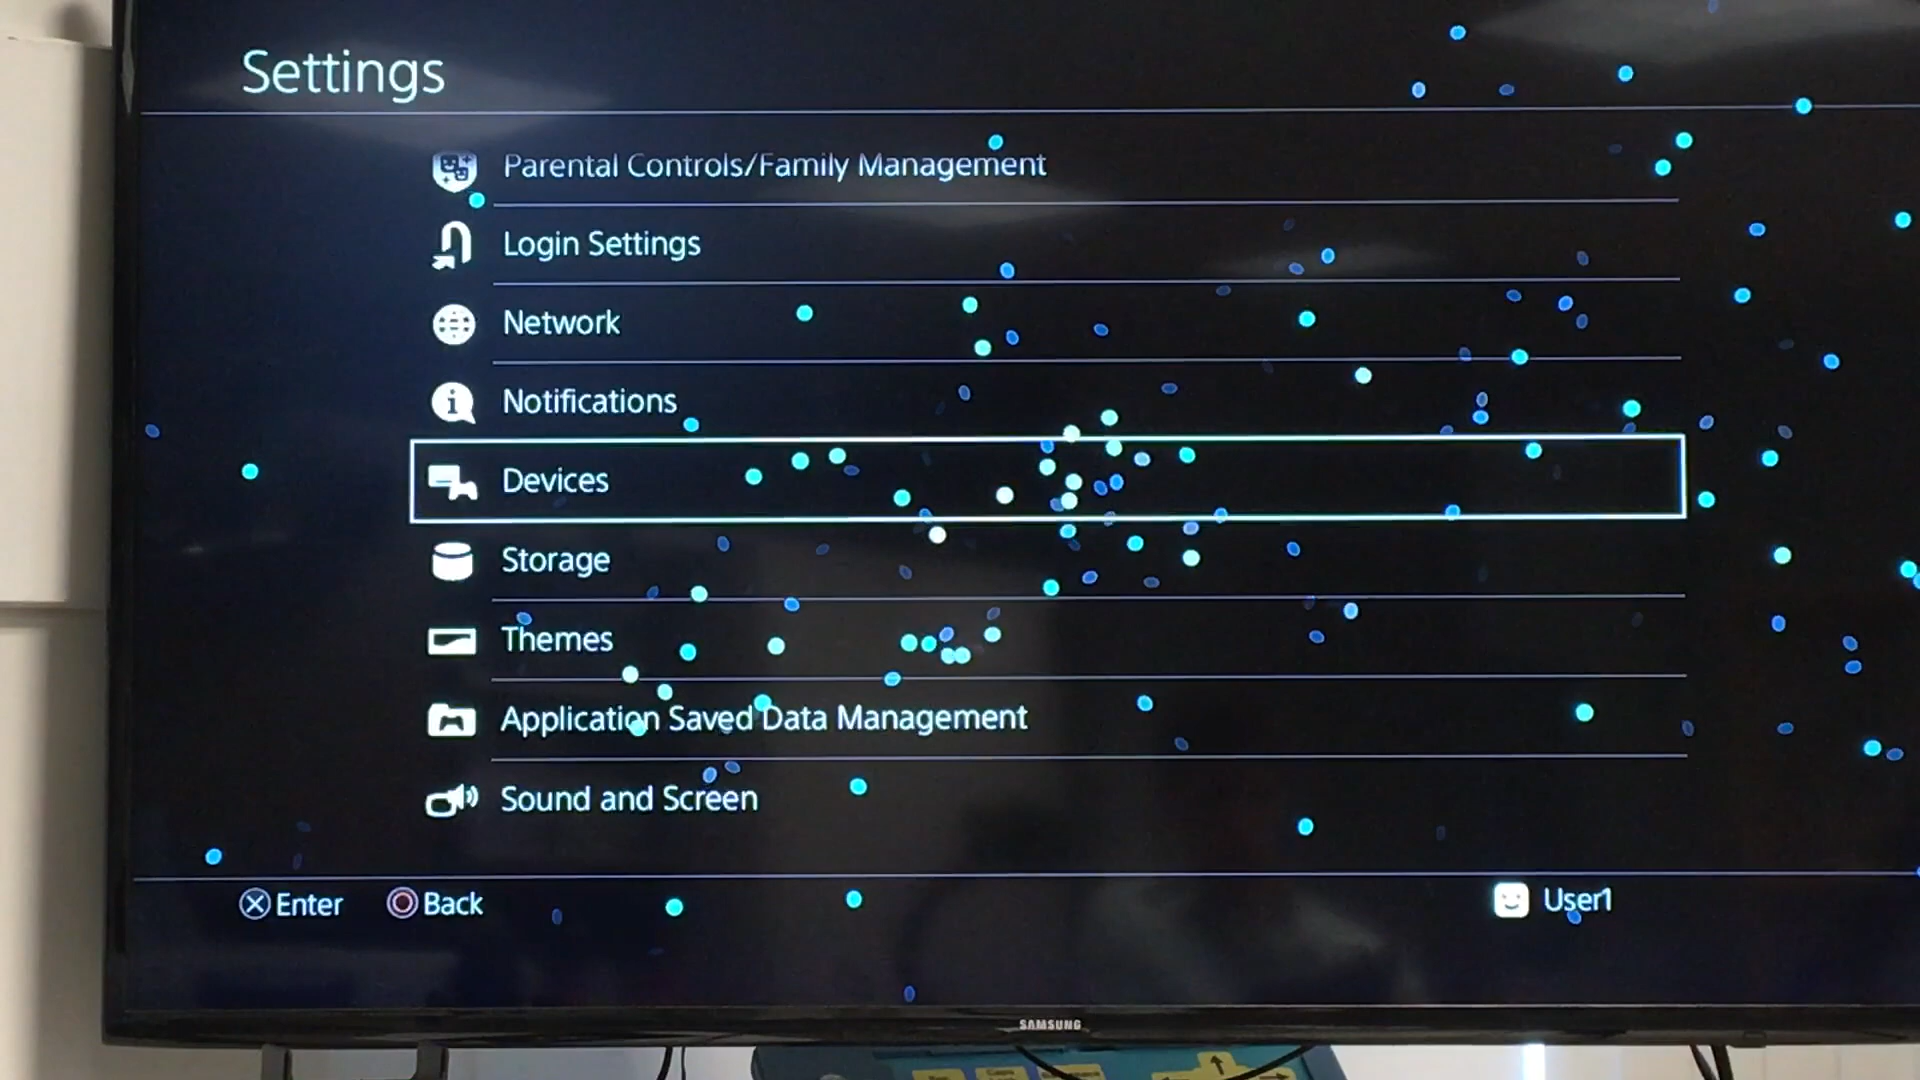 Settings
Parental Controls/Family Management
Login Settings
Network
Notifications
Devices
Storage
Themes
Application Saved Data Management
Sound and Screen
Enter Back
User1
SAMSUNG